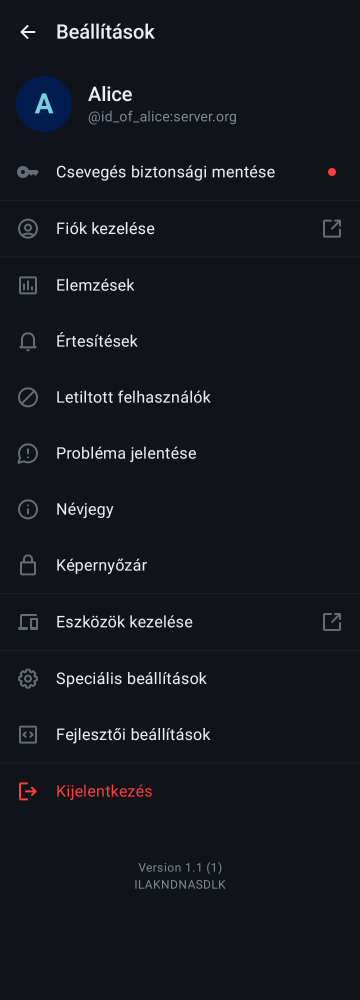 Beállítások
A
Alice
@id_of_alice:server.org
Csevegés biztonsági mentése
Fiók kezelése
Elemzések
Értesítések
Letiltott felhasználók
Probléma jelentése
Névjegy
Képernyőzár
Eszközök kezelése
Speciális beállítások
Fejlesztői beállítások
Kijelentkezés
Version 1.1 (1)
ILAKNDNASDLK